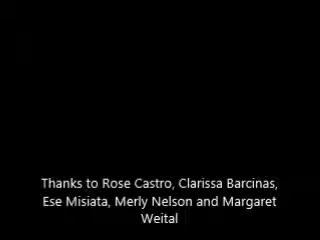 Thanks to Rose Castro, Clarissa Barcinas,
Ese Misiata, Merly Nelson and Margaret
Weital